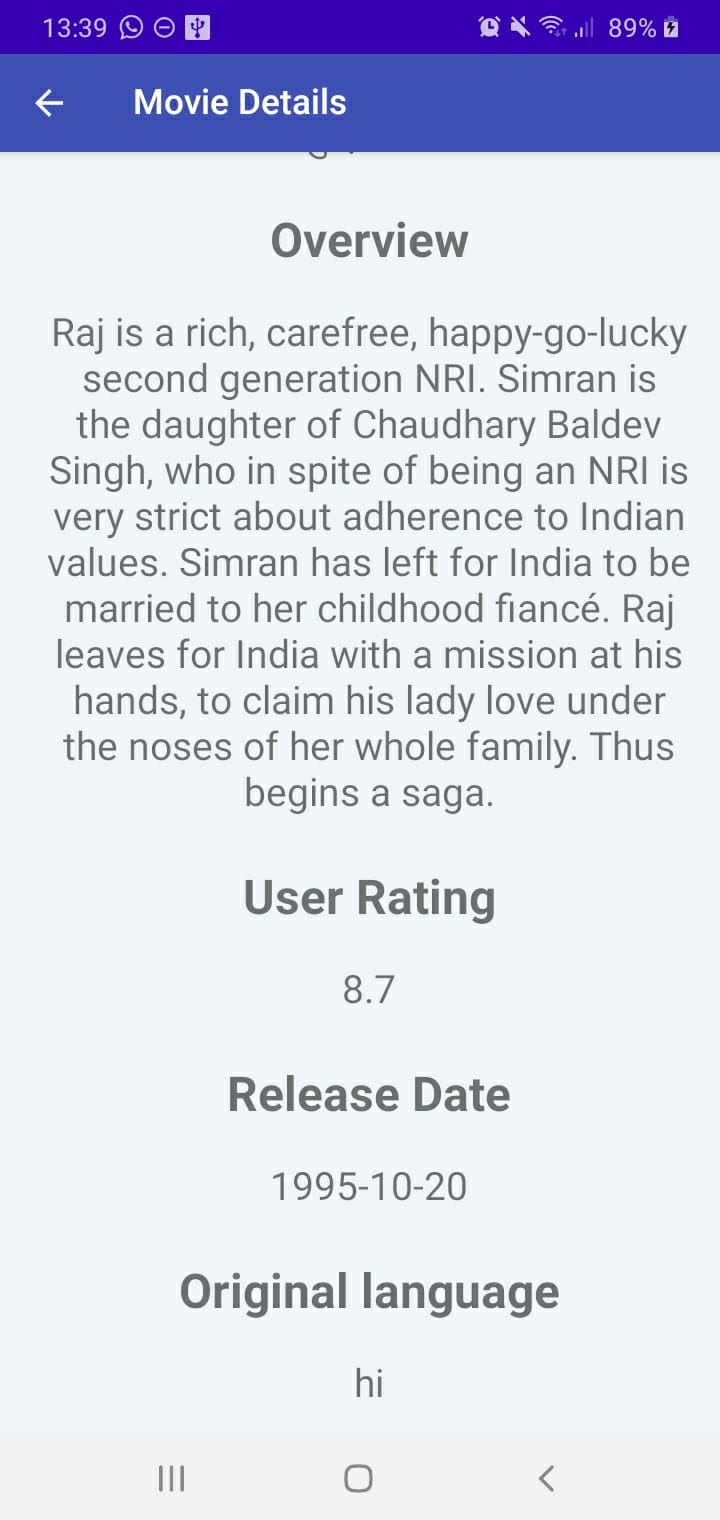 13:39 89%
Movie Details
Overview
Raj is a rich, carefree, happy-go-lucky
second generation NRI. Simran is
the daughter of Chaudhary Baldev
Singh, who in spite of being an NRI is
very strict about adherence to Indian
values. Simran has left for India to be
married to her childhood fiancé. Raj
leaves for India with a mission at his
hands, to claim his lady love under
the noses of her whole family. Thus
begins a saga.
User Rating
8.7
Release Date
1995-10-20
Original language
hi